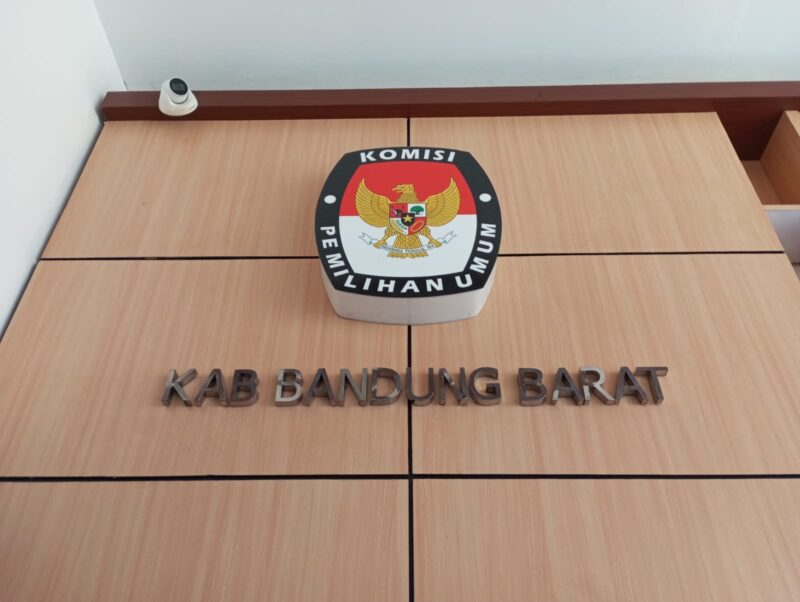 KOMISI
PEMILIHAN UMUM
KAB BANDUNG BARAT